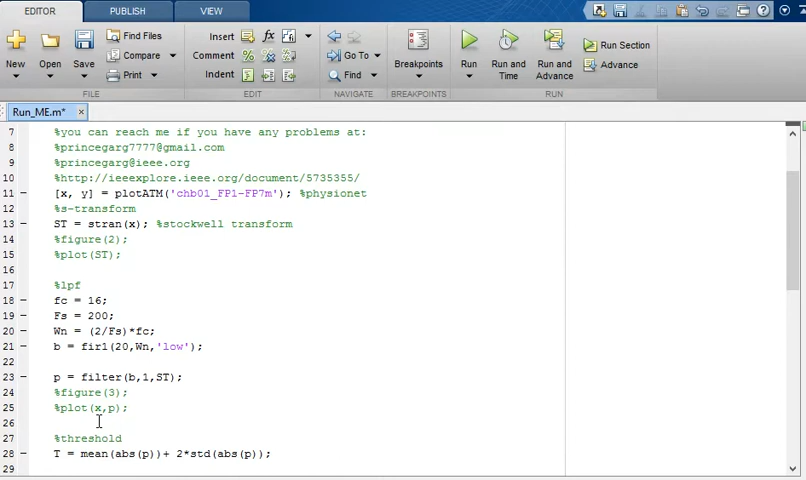 EDITOR PUBLISH VIEW
New Open Save Find Files Compare Print
Insert Comment Indent
Go To Find
Breakpoints
Run Run and Time Run and Advance Run Section Advance
FILE EDIT NAVIGATE BREAKPOINTS RUN
Run_ME.m* ×
7 %you can reach me if you have any problems at:
8 %princegarg7777@gmail.com
9 %princegarg@ieee.org
10 %http://ieeexplore.ieee.org/document/5735355/
11 – [x, y] = plotATM('chb01_FP1-FP7m'); %physionet
12 %s-transform
13 – ST = stran(x); %stockwell transform
14 %figure(2);
15 %plot(ST);
16
17 %lpf
18 – fc = 16;
19 – Fs = 200;
20 – Wn = (2/Fs)*fc;
21 – b = fir1(20,Wn,'low');
22
23 – p = filter(b,1,ST);
24 %figure(3);
25 %plot(x,p);
26
27 %threshold
28 – T = mean(abs(p))+ 2*std(abs(p));
29